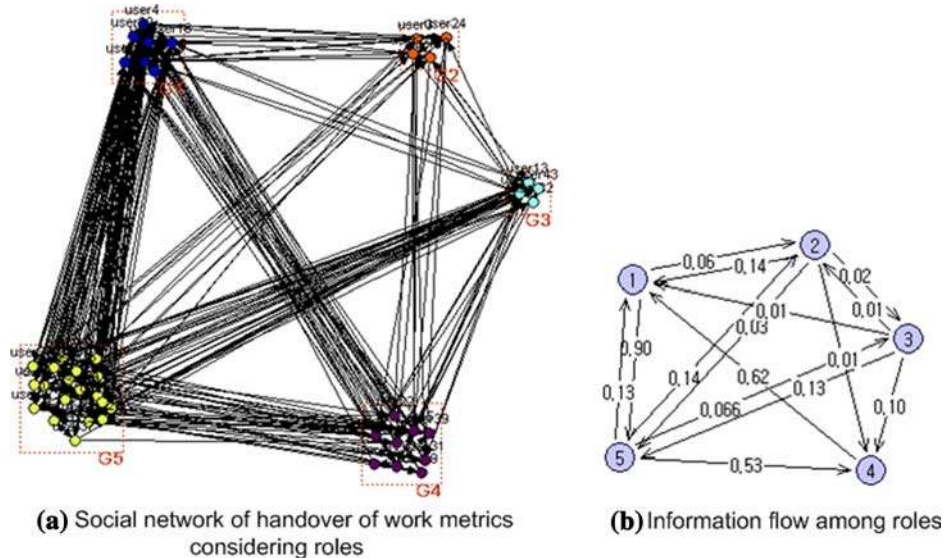 user4
user24
G2
user13
G3
G5
G4
2
0,06
0,14
0,02
1
0,01
0,01
0,03
3
0,90
0,01
0,14
0,62
0,13
0,13
0,066
0,10
5
0,53
4
(a) Social network of handover of work metrics
considering roles
(b) Information flow among roles